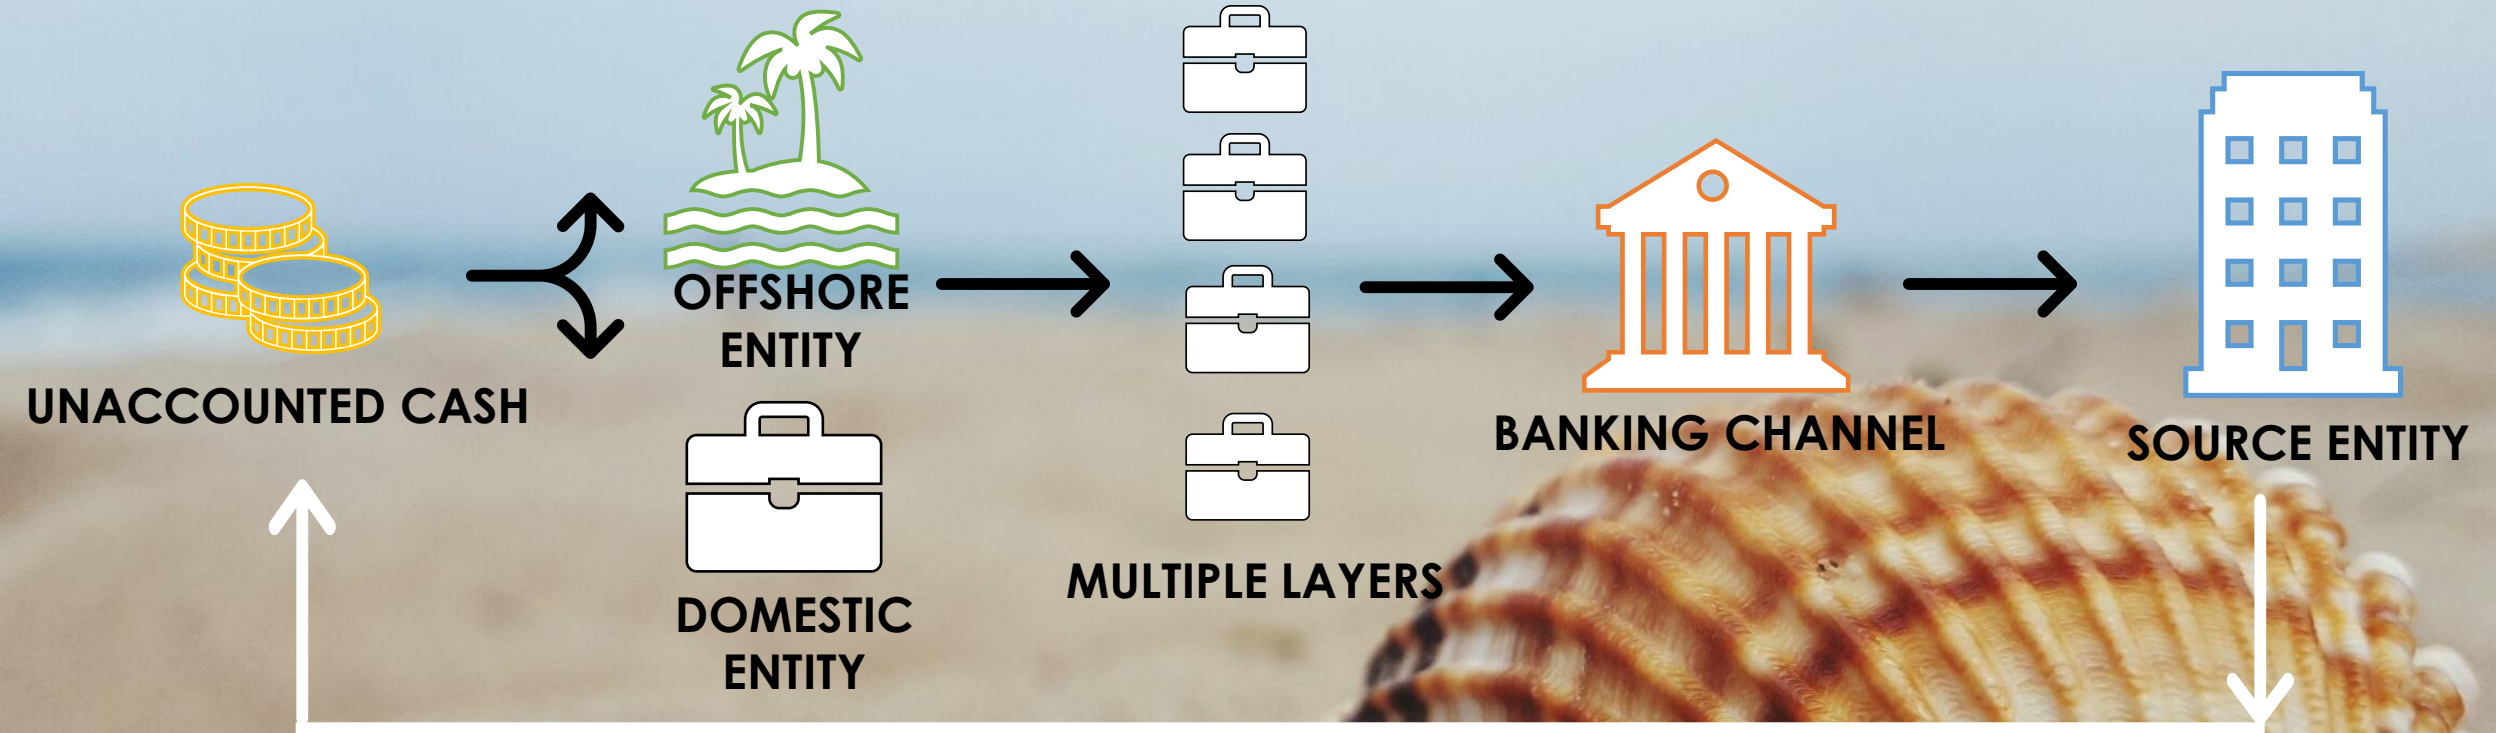 UNACCOUNTED CASH
OFFSHORE
ENTITY
DOMESTIC
ENTITY
MULTIPLE LAYERS
BANKING CHANNEL
SOURCE ENTITY